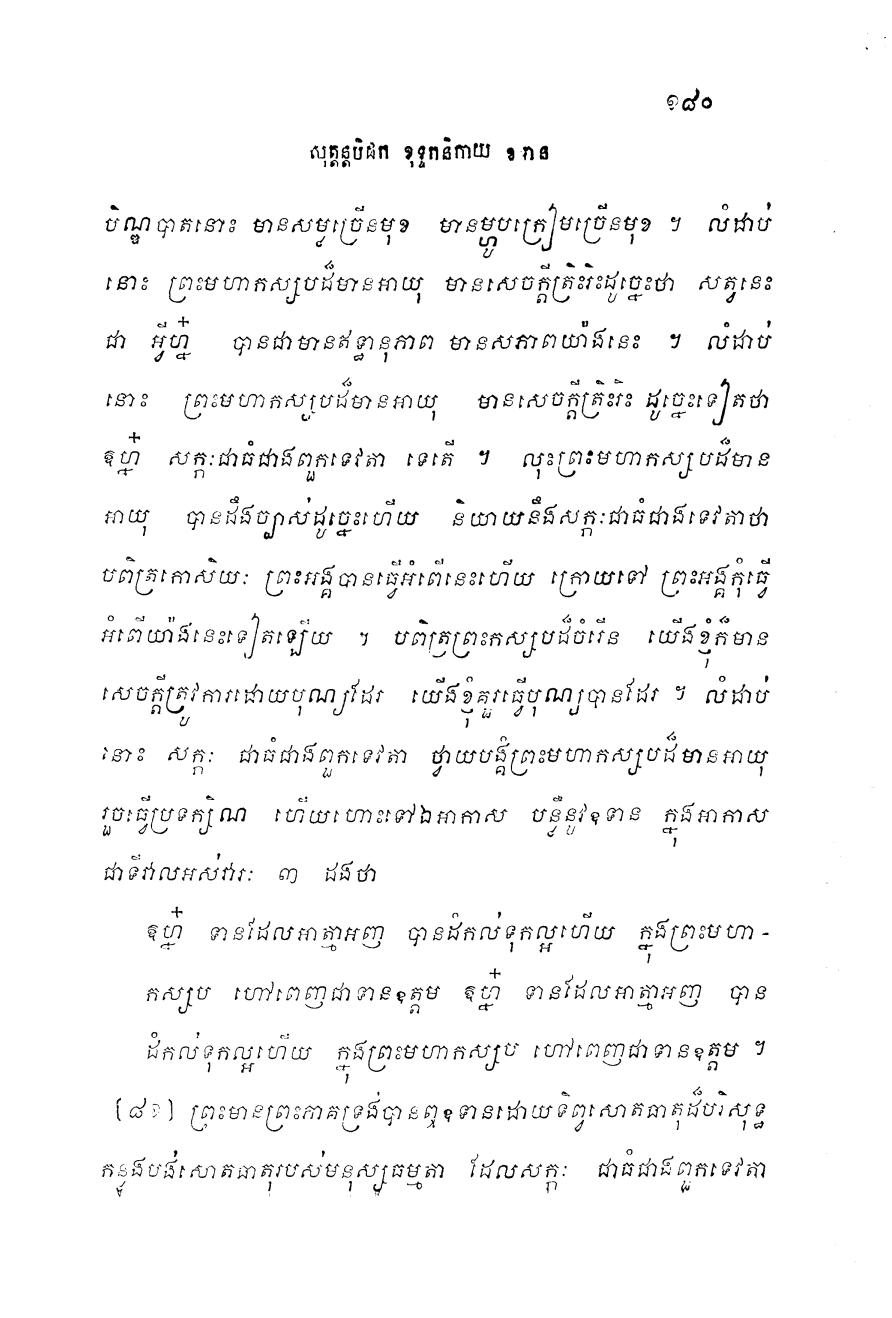 ១៨០
សុត្តន្តបិដក ខុទ្ទកនិកាយ ឧទាន
បិណ្ឌបាតនោះ មានសម្លច្រើនមុខ មានម្ហូបក្រៀមច្រើនមុខ ។ លំដាប់
នោះ ព្រះមហាកស្សបដ៏មានអាយុ មានសេចក្តីត្រិះរិះដូច្នេះថា សត្វនេះ
ជា អ្វីហ្ន៎ បានជាមានឥទ្ធានុភាព មានសភាពយ៉ាងនេះ ។ លំដាប់
នោះ ព្រះមហាកស្សបដ៏មានអាយុ មានសេចក្តីត្រិះរិះ ដូច្នេះទៀតថា
ឱហ្ន៎ សក្កៈជាធំជាងពួកទេវតា ទេតើ ។ លុះព្រះមហាកស្សបដ៏មាន
អាយុ បានដឹងច្បាស់ដូច្នេះហើយ និយាយនឹងសក្កៈជាធំជាងទេវតាថា
បពិត្រកោសិយៈ ព្រះអង្គបានធ្វើអំពើនេះហើយ ក្រោយទៅ ព្រះអង្គកុំធ្វើ
អំពើយ៉ាងនេះទៀតឡើយ ។ បពិត្រព្រះកស្សបដ៏ចំរើន យើងខ្ញុំក៏មាន
សេចក្តីត្រូវការដោយបុណ្យដែរ យើងខ្ញុំគួរធ្វើបុណ្យបានដែរ ។ លំដាប់
នោះ សក្កៈ ជាធំជាងពួកទេវតា ថ្វាយបង្គំព្រះមហាកស្សបដ៏មានអាយុ
រួចធ្វើប្រទក្សិណ ហើយហោះទៅឯអាកាស បន្លឺនូវឧទាន ក្នុងអាកាស
ជាទីវាលអស់វារៈ ៣ ដងថា
ឱហ្ន៎ ទានដែលអាត្មាអញ បានដំកល់ទុកល្អហើយ ក្នុងព្រះមហា-
កស្សប ហៅពេញជាទានឧត្តម ឱហ្ន៎ ទានដែលអាត្មាអញ បាន
ដំកល់ទុកល្អហើយ ក្នុងព្រះមហាកស្សប ហៅពេញជាទានឧត្តម ។
(៨១) ព្រះមានព្រះភាគទ្រង់បានឮឧទានដោយទិព្វសោតធាតុដ៏បរិសុទ្ធ
កន្លងបង់សោតធាតុរបស់មនុស្សធម្មតា ដែលសក្កៈ ជាធំជាងពួកទេវតា